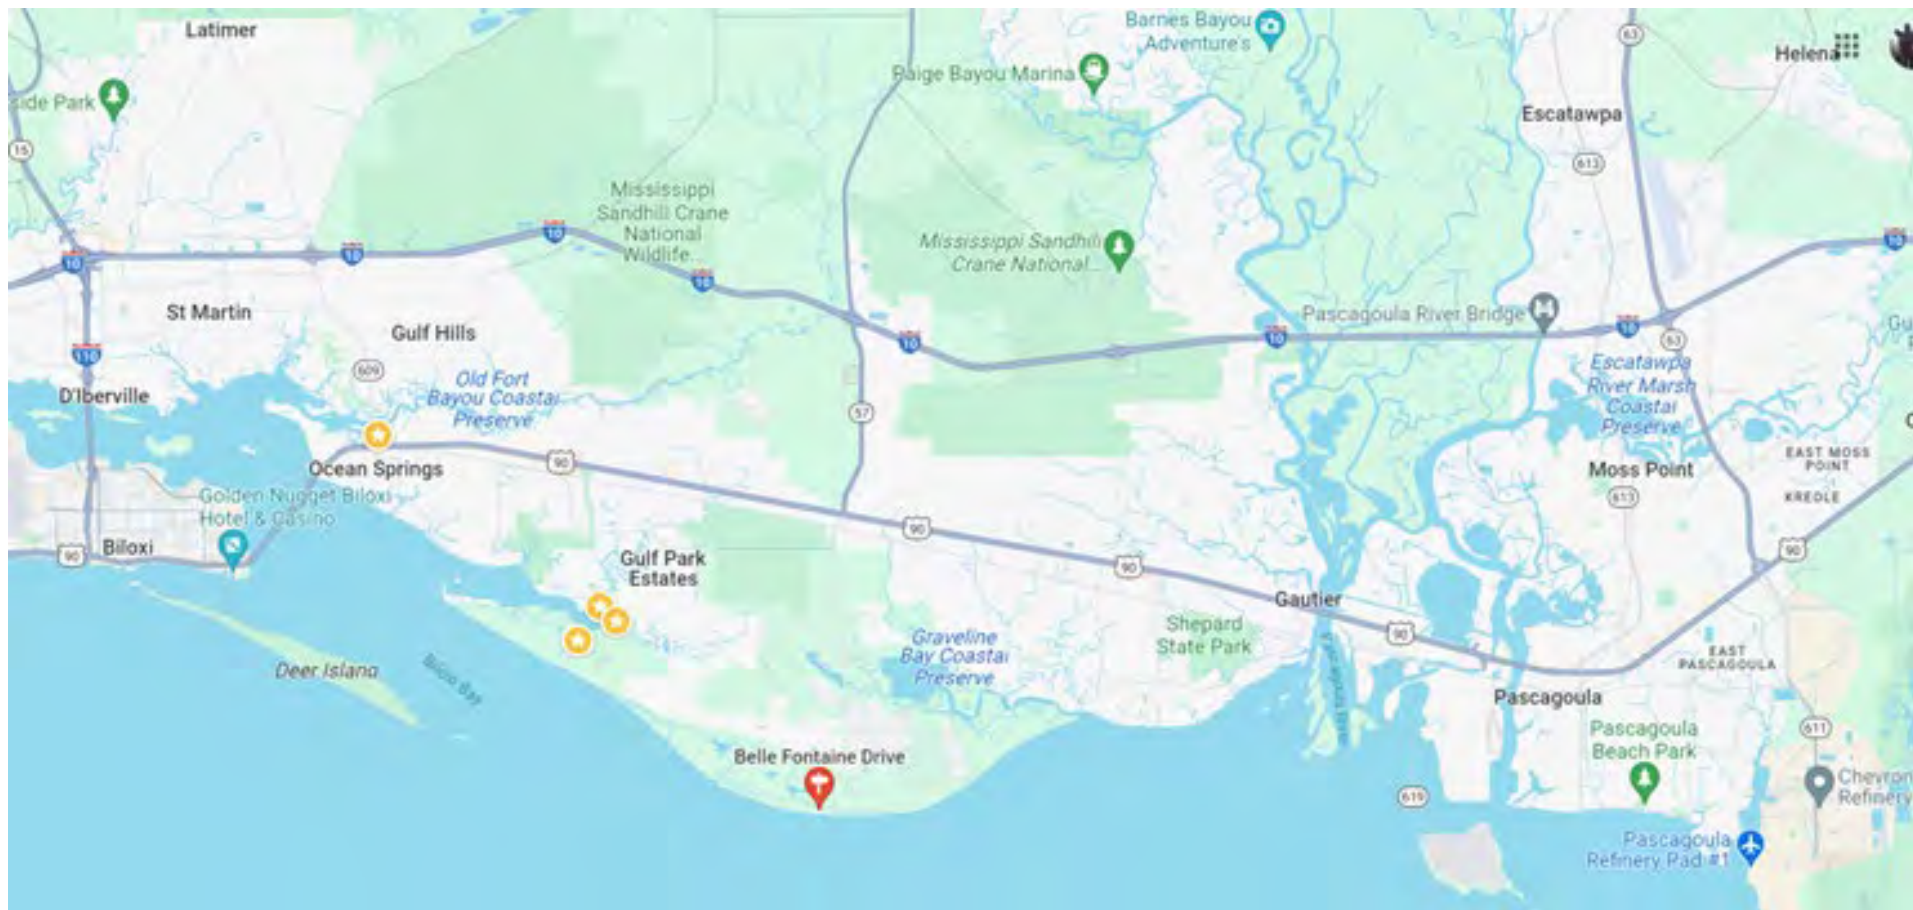 Latimer
side Park
15
Barnes Bayou
Adventure's
Paige Bayou Marina
63
Helena
Escatawpa
613
Mississippi
Sandhill Crane
National
Wildlife...
Mississippi Sandhill
Crane National...
10
10
10
10
10
10
10
10
St Martin
Gulf Hills
110
609
Pascagoula River Bridge
63
Gu
D'Iberville
Old Fort
Bayou Coastal
Preserve
57
Escatawpa
River Marsh
Coastal
Preserve
Ocean Springs
90
Moss Point
613
EAST MOSS
POINT
KREOLE
Golden Nugget Biloxi
Hotel & Casino
90
Biloxi
90
90
90
Gulf Park
Estates
Gautier
90
Shepard
State Park
Graveline
Bay Coastal
Preserve
Deer Island
EAST
PASCAGOULA
Pascagoula
Belle Fontaine Drive
Pascagoula
Beach Park
611
619
Chevron
Refinery
Pascagoula
Refinery Pad #1